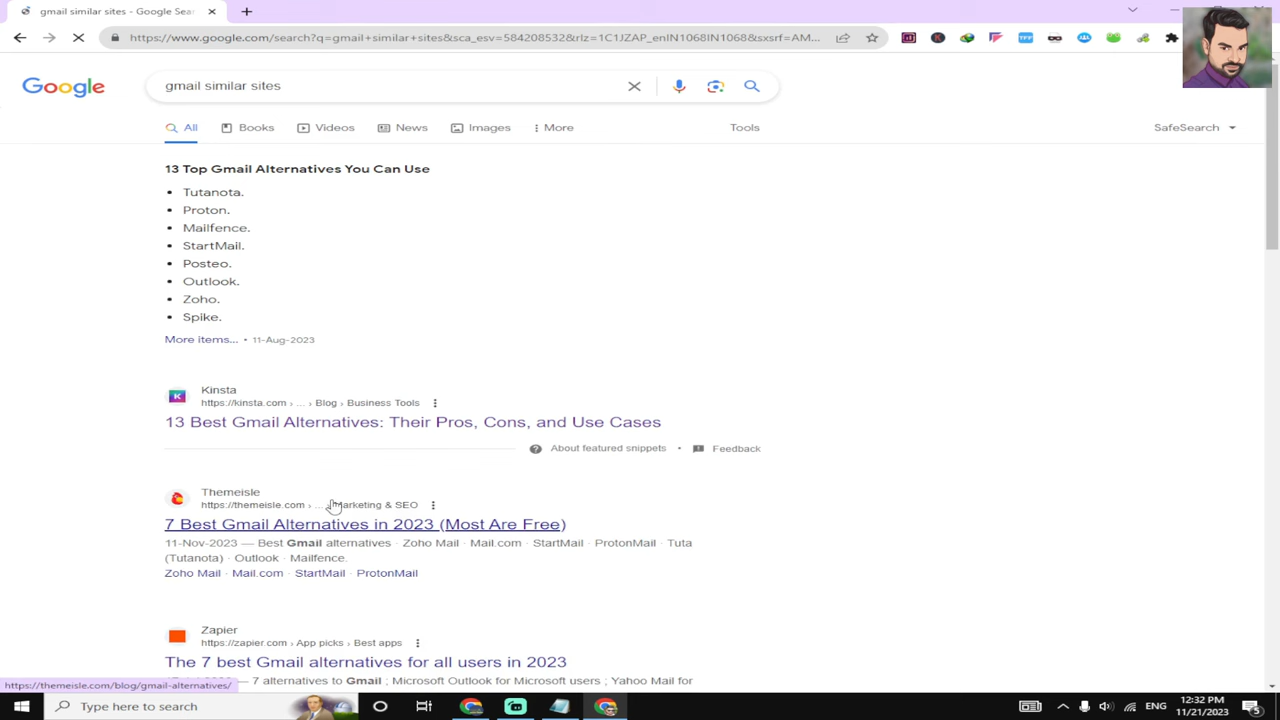 gmail similar sites - Google Sea
https://www.google.com/search?q=gmail+similar+sites&sca_esv=584208532&rlz=1C1JZAP_enIN1068IN1068&sxsrf=AM...
Google
gmail similar sites
All
Books
Videos
News
Images
More
Tools
SafeSearch
13 Top Gmail Alternatives You Can Use
• Tutanota.
• Proton.
• Mailfence.
• StartMail.
• Posteo.
• Outlook.
• Zoho.
• Spike.
More items... • 11-Aug-2023
K
Kinsta
https://kinsta.com › ... › Blog › Business Tools
13 Best Gmail Alternatives: Their Pros, Cons, and Use Cases
About featured snippets • Feedback
Themeisle
https://themeisle.com › ... › Marketing & SEO
7 Best Gmail Alternatives in 2023 (Most Are Free)
11-Nov-2023 — Best Gmail alternatives · Zoho Mail · Mail.com · StartMail · ProtonMail · Tuta
(Tutanota) · Outlook · Mailfence.
Zoho Mail · Mail.com · StartMail · ProtonMail
Zapier
https://zapier.com › App picks › Best apps
The 7 best Gmail alternatives for all users in 2023
7 alternatives to Gmail ; Microsoft Outlook for Microsoft users ; Yahoo Mail for
https://themeisle.com/blog/gmail-alternatives/
Type here to search
ENG
12:32 PM
11/21/2023
5